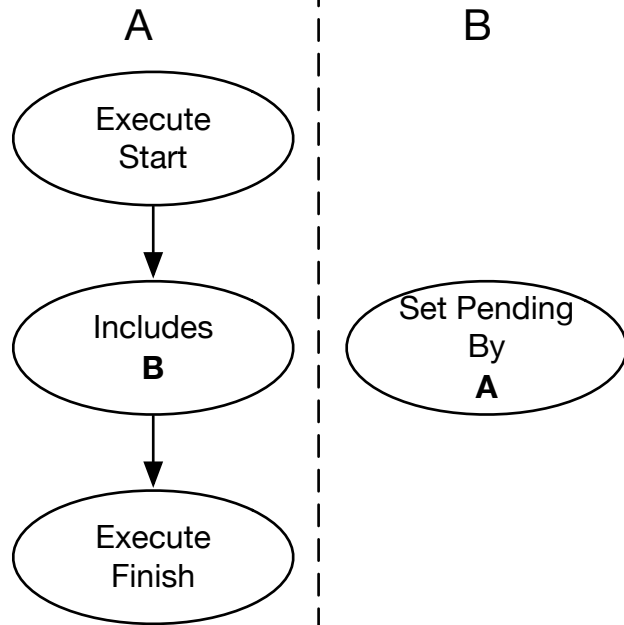 A
B
Execute
Start
Includes
B
Set Pending
By
A
Execute
Finish